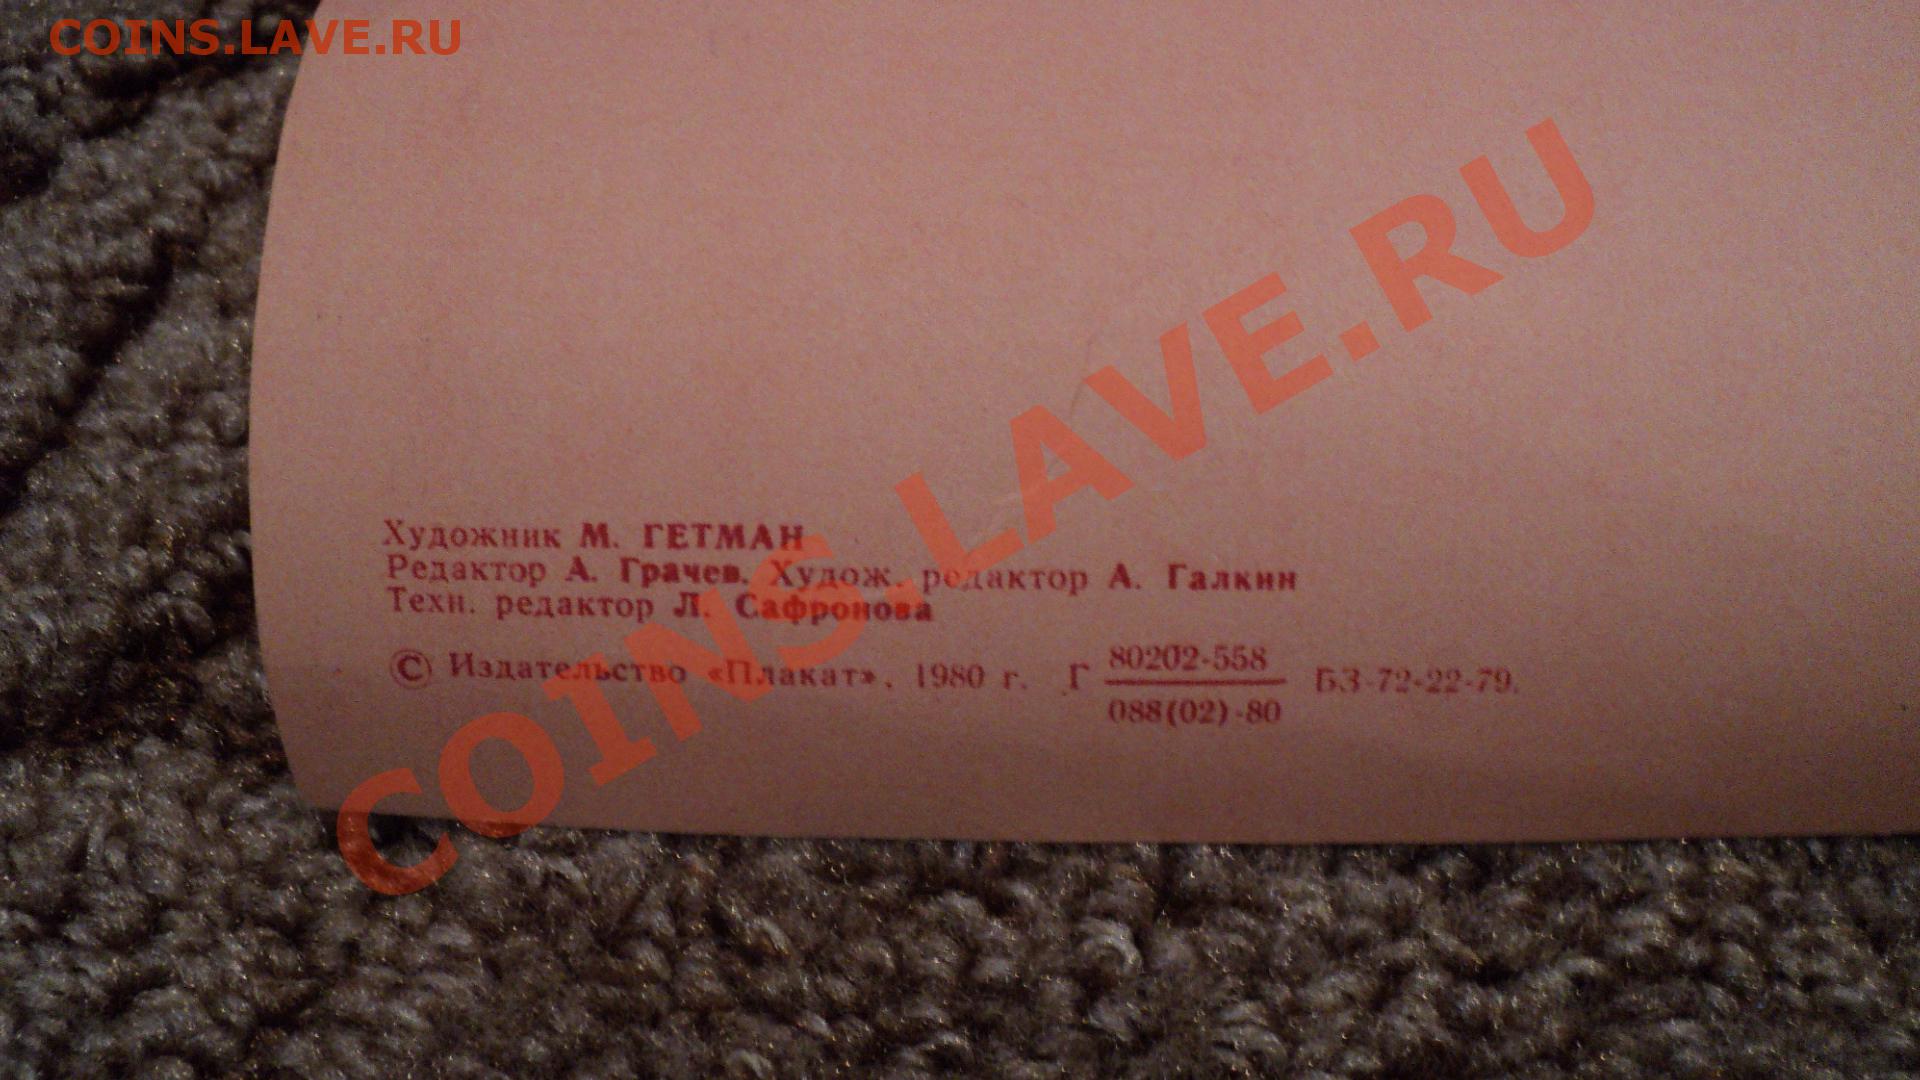 COINS.LAVE.RU
COINS.LAVE.RU
Художник М. ГЕТМАН
Редактор А. Грачев. Худож. редактор А. Галкин
Техн. редактор Л. Сафронова
© Издательство «Плакат», 1980 г. Г 80202-558 БЗ-72-22-79.
088(02)-80